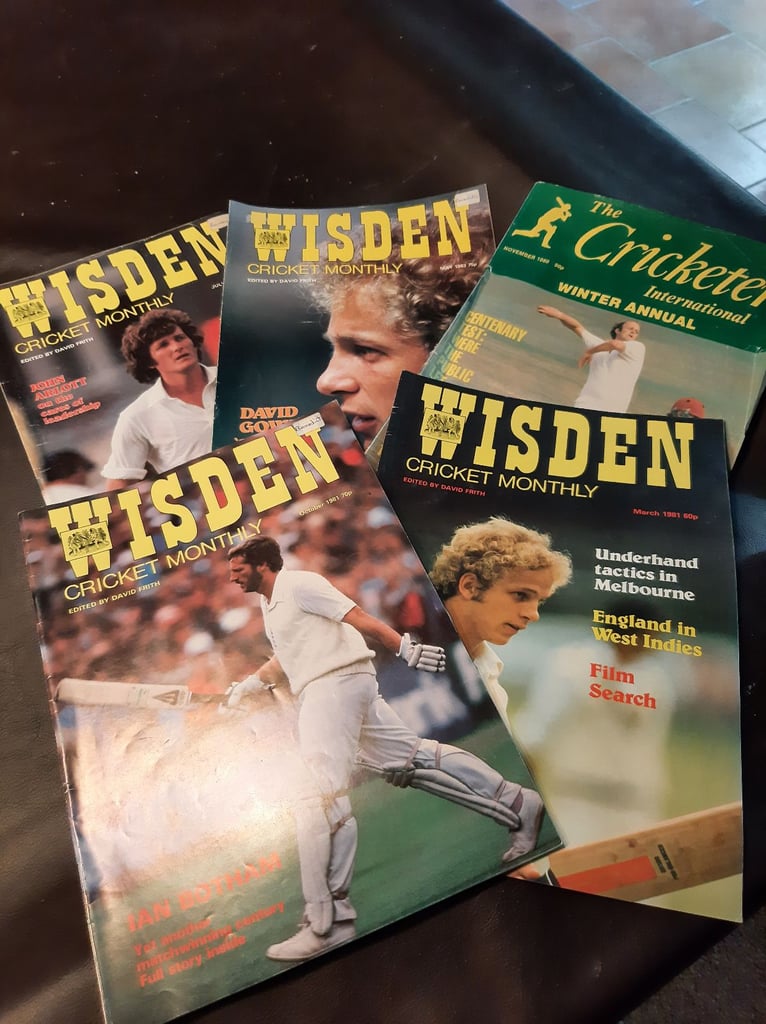 WISDEN
CRICKET MONTHLY
EDITED BY DAVID FRITH
JOHN
ARLOTT
on the
cares of
leadership
WISDEN
CRICKET MONTHLY
EDITED BY DAVID FRITH
DAVID
The
Cricketer
International
NOVEMBER 1980 90p
WINTER ANNUAL
CENTENARY
WISDEN
CRICKET MONTHLY
EDITED BY DAVID FRITH
October 1981 70p
IAN BOTHAM
Yet another
matchwinning century
Full story inside
WISDEN
CRICKET MONTHLY
EDITED BY DAVID FRITH
March 1981 60p
Underhand
tactics in
Melbourne
England in
West Indies
Film
Search